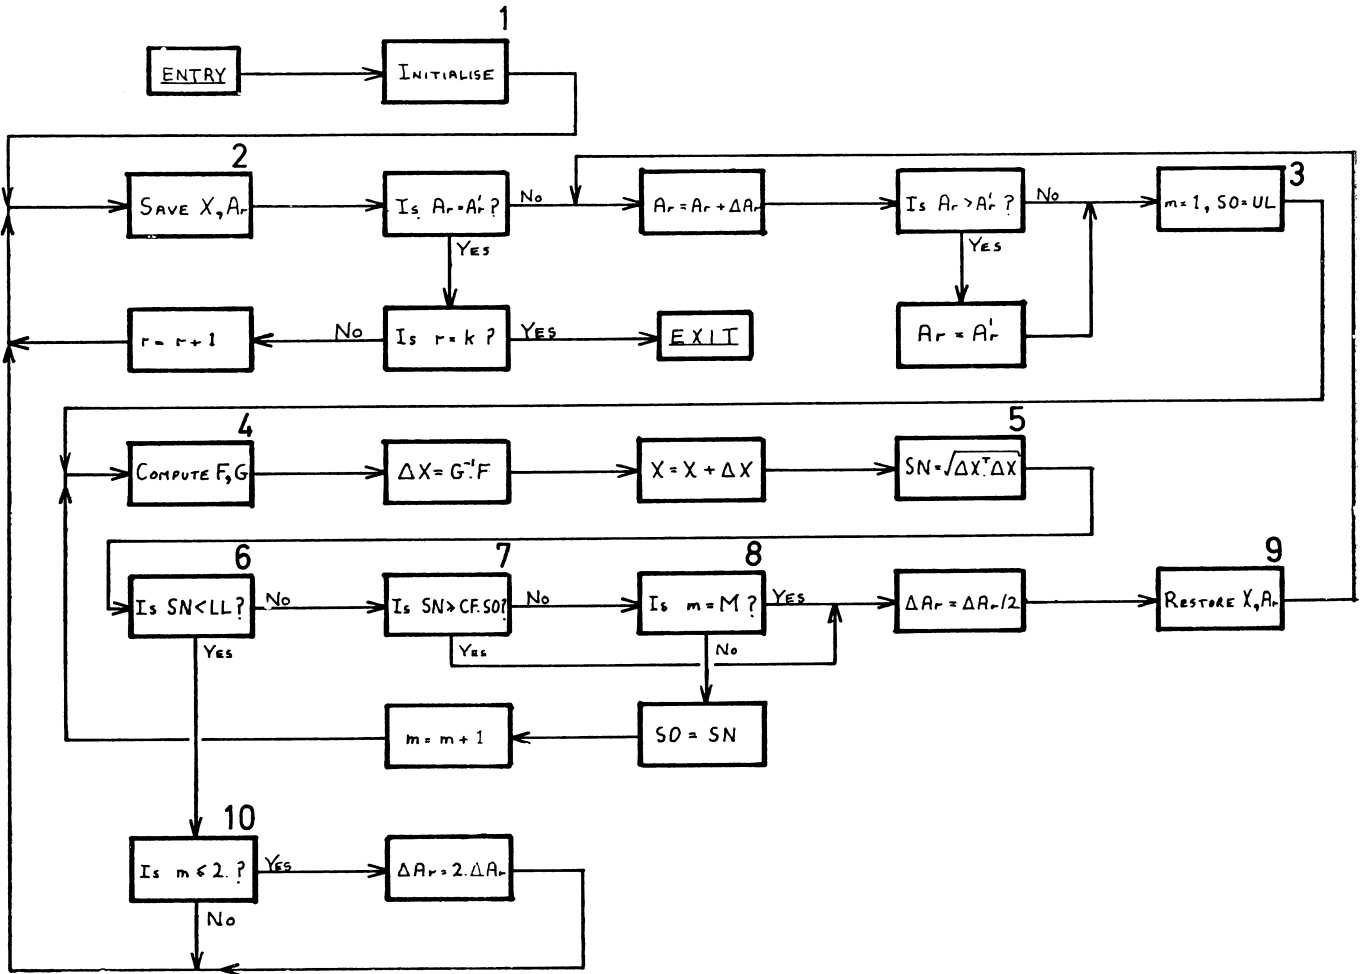 1
ENTRY
INITIALISE
2
SAVE X, Ar
Is Ar = A'r ?
No
Ar = Ar + ΔAr
Is Ar > A'r ?
No
3
m = 1, SO = UL
YES
YES
r = r + 1
No
Is r = k ?
YES
EXIT
Ar = A'r
4
COMPUTE F, G
ΔX = G⁻¹.F
X = X + ΔX
5
SN = √ΔXᵀ.ΔX
6
Is SN < LL ?
No
7
Is SN > CF.SO?
No
8
Is m = M ?
YES
ΔAr = ΔAr/2
9
RESTORE X, Ar
YES
YES
No
m = m + 1
SO = SN
10
Is m ≤ 2. ?
YES
ΔAr = 2.ΔAr
No